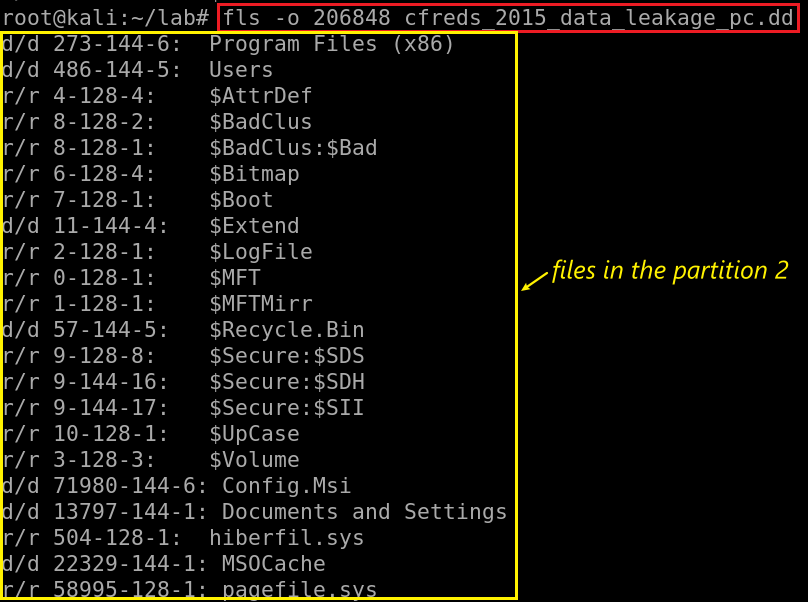 root@kali:~/lab# fls -o 206848 cfreds_2015_data_leakage_pc.dd
d/d 273-144-6:  Program Files (x86)
d/d 486-144-5:  Users
r/r 4-128-4:    $AttrDef
r/r 8-128-2:    $BadClus
r/r 8-128-1:    $BadClus:$Bad
r/r 6-128-4:    $Bitmap
r/r 7-128-1:    $Boot
d/d 11-144-4:   $Extend
r/r 2-128-1:    $LogFile
r/r 0-128-1:    $MFT
r/r 1-128-1:    $MFTMirr
d/d 57-144-5:   $Recycle.Bin
r/r 9-128-8:    $Secure:$SDS
r/r 9-144-16:   $Secure:$SDH
r/r 9-144-17:   $Secure:$SII
r/r 10-128-1:   $UpCase
r/r 3-128-3:    $Volume
d/d 71980-144-6: Config.Msi
d/d 13797-144-1: Documents and Settings
r/r 504-128-1:  hiberfil.sys
d/d 22329-144-1: MSOCache
r/r 58995-128-1: pagefile.sys
files in the partition 2